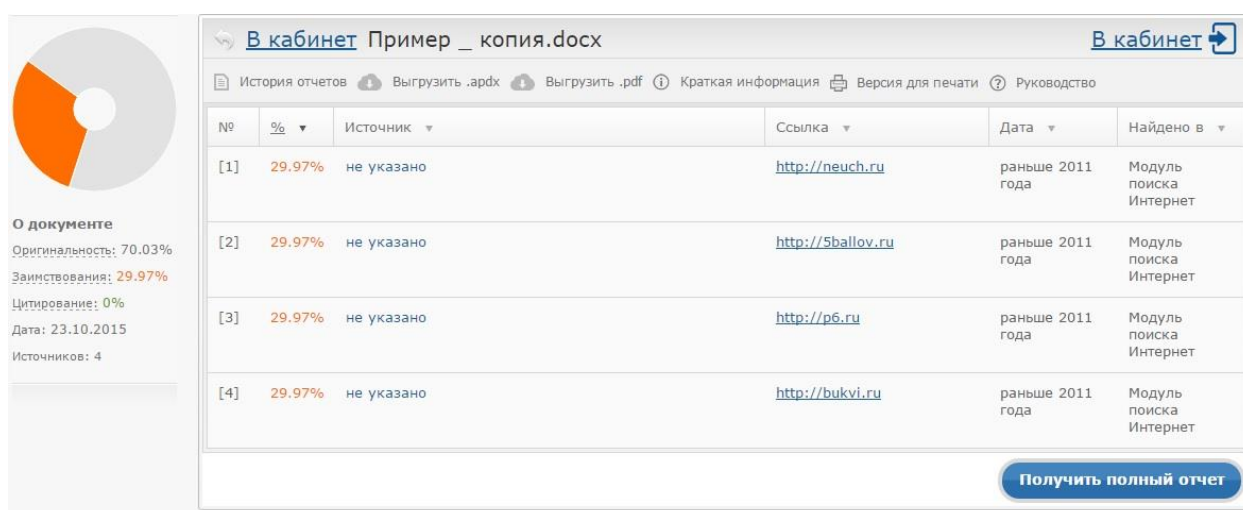 В кабинет Пример _ копия.docx В кабинет
История отчетов Выгрузить .apdx Выгрузить .pdf Краткая информация Версия для печати Руководство
№ % Источник Ссылка Дата Найдено в
[1] 29.97% не указано http://neuch.ru раньше 2011 Модуль
года поиска
Интернет
[2] 29.97% не указано http://5ballov.ru раньше 2011 Модуль
года поиска
Интернет
[3] 29.97% не указано http://p6.ru раньше 2011 Модуль
года поиска
Интернет
[4] 29.97% не указано http://bukvi.ru раньше 2011 Модуль
года поиска
Интернет
Получить полный отчет
О документе
Оригинальность: 70.03%
Заимствования: 29.97%
Цитирование: 0%
Дата: 23.10.2015
Источников: 4